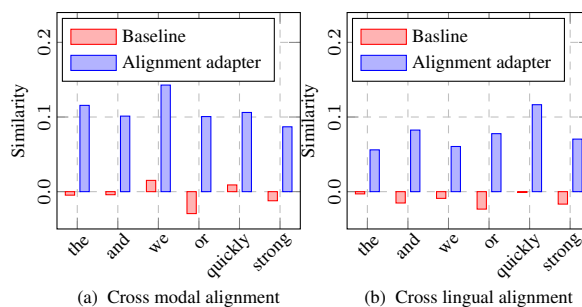 Similarity
0.2
0.1
0.0
Baseline
Alignment adapter
the
and
we
or
quickly
strong
(a) Cross modal alignment
Similarity
0.2
0.1
0.0
Basline
Alignment adapter
the
and
we
or
quickly
strong
(b) Cross lingual alignment